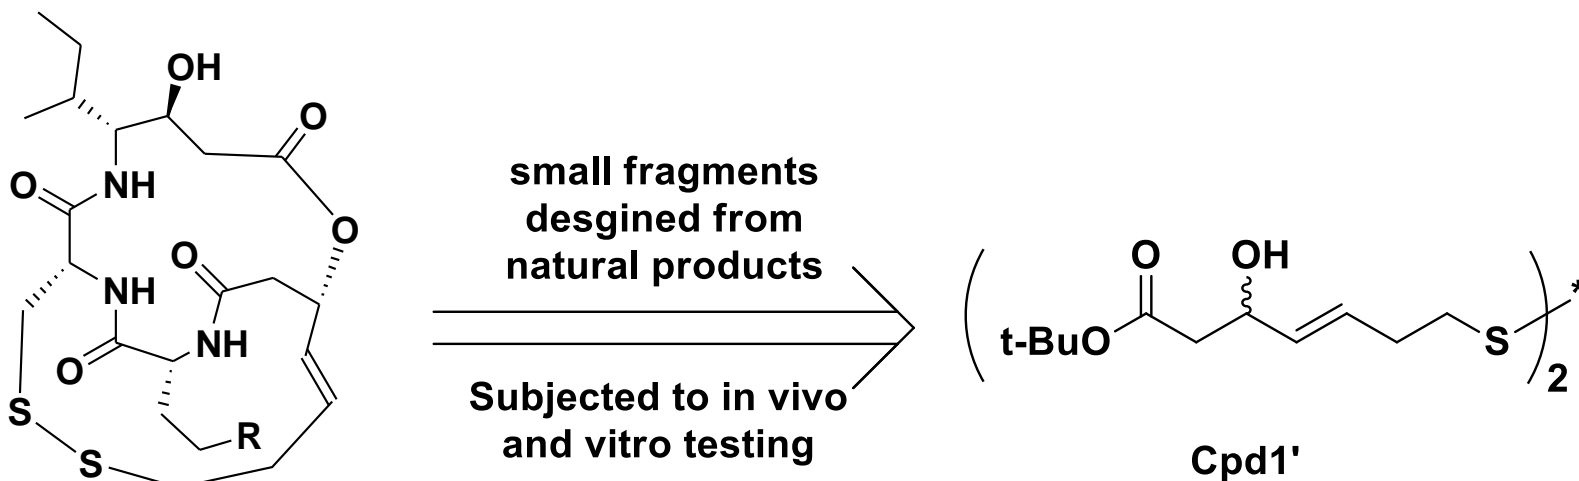 OH
O
O
NH
O
O
NH
O
NH
O
S
S
R
small fragments
desgined from
natural products
Subjected to in vivo
and vitro testing
O
OH
t-BuO
S
*
2
Cpd1'